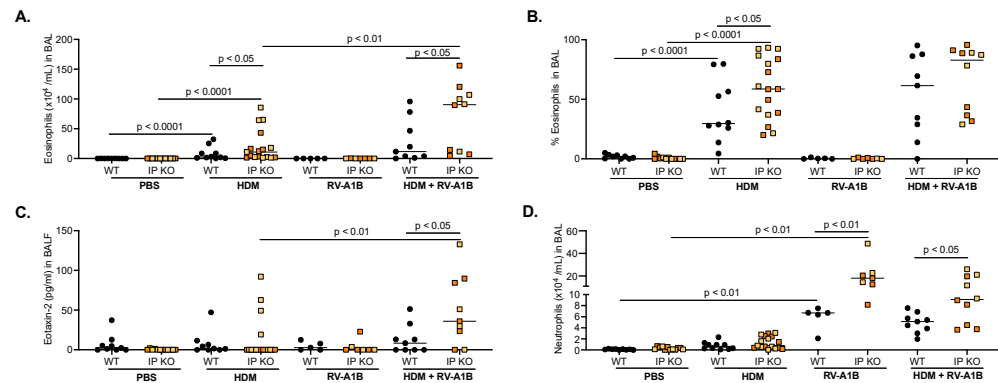 A.
Eosinophils (x10⁴ /mL) in BAL
200
150
100
50
0
p < 0.0001
p < 0.0001
p < 0.05
p < 0.01
p < 0.05
WT IP KO WT IP KO WT IP KO WT IP KO
PBS HDM RV-A1B HDM + RV-A1B
B.
% Eosinophils in BAL
100
50
0
p < 0.05
p < 0.0001
p < 0.0001
WT IP KO WT IP KO WT IP KO WT IP KO
PBS HDM RV-A1B HDM + RV-A1B
C.
Eotaxin-2 (pg/ml) in BALF
150
100
50
0
p < 0.01
p < 0.05
WT IP KO WT IP KO WT IP KO WT IP KO
PBS HDM RV-A1B HDM + RV-A1B
D.
Neutrophils (x10⁴ /mL) in BAL
60
40
20
10
8
6
4
2
0
p < 0.01
p < 0.01
p < 0.01
p < 0.05
WT IP KO WT IP KO WT IP KO WT IP KO
PBS HDM RV-A1B HDM + RV-A1B